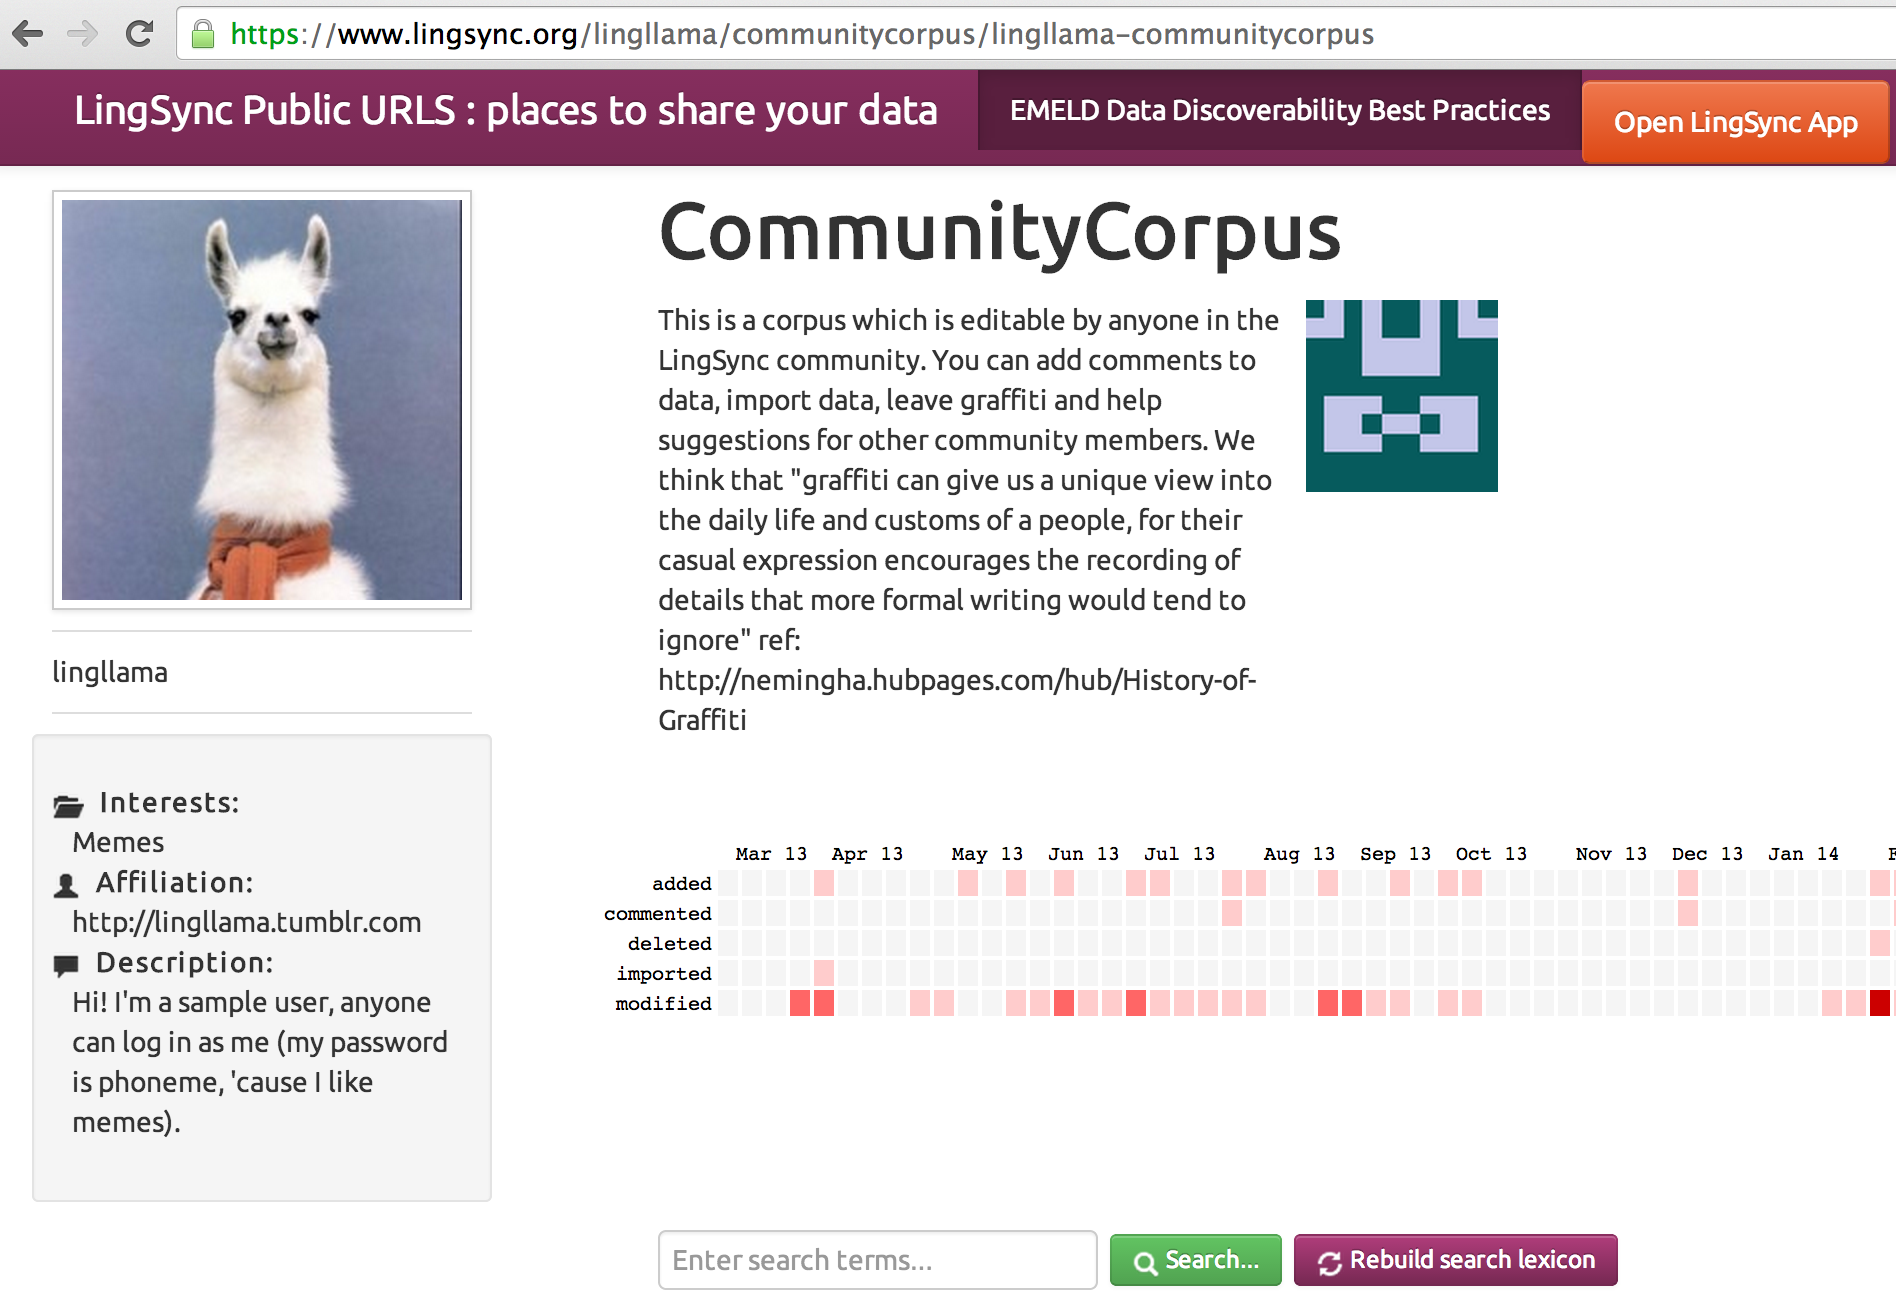 https://www.lingsync.org/lingllama/communitycorpus/lingllama-communitycorpus
LingSync Public URLS : places to share your data
EMELD Data Discoverability Best Practices
Open LingSync App
lingllama
Interests:
Memes
Affiliation:
http://lingllama.tumblr.com
Description:
Hi! I'm a sample user, anyone
can log in as me (my password
is phoneme, 'cause I like
memes).
CommunityCorpus
This is a corpus which is editable by anyone in the
LingSync community. You can add comments to
data, import data, leave graffiti and help
suggestions for other community members. We
think that "graffiti can give us a unique view into
the daily life and customs of a people, for their
casual expression encourages the recording of
details that more formal writing would tend to
ignore" ref:
http://nemingha.hubpages.com/hub/History-of-
Graffiti
Mar 13 Apr 13 May 13 Jun 13 Jul 13 Aug 13 Sep 13 Oct 13 Nov 13 Dec 13 Jan 14
added
commented
deleted
imported
modified
Enter search terms...
Search...
Rebuild search lexicon